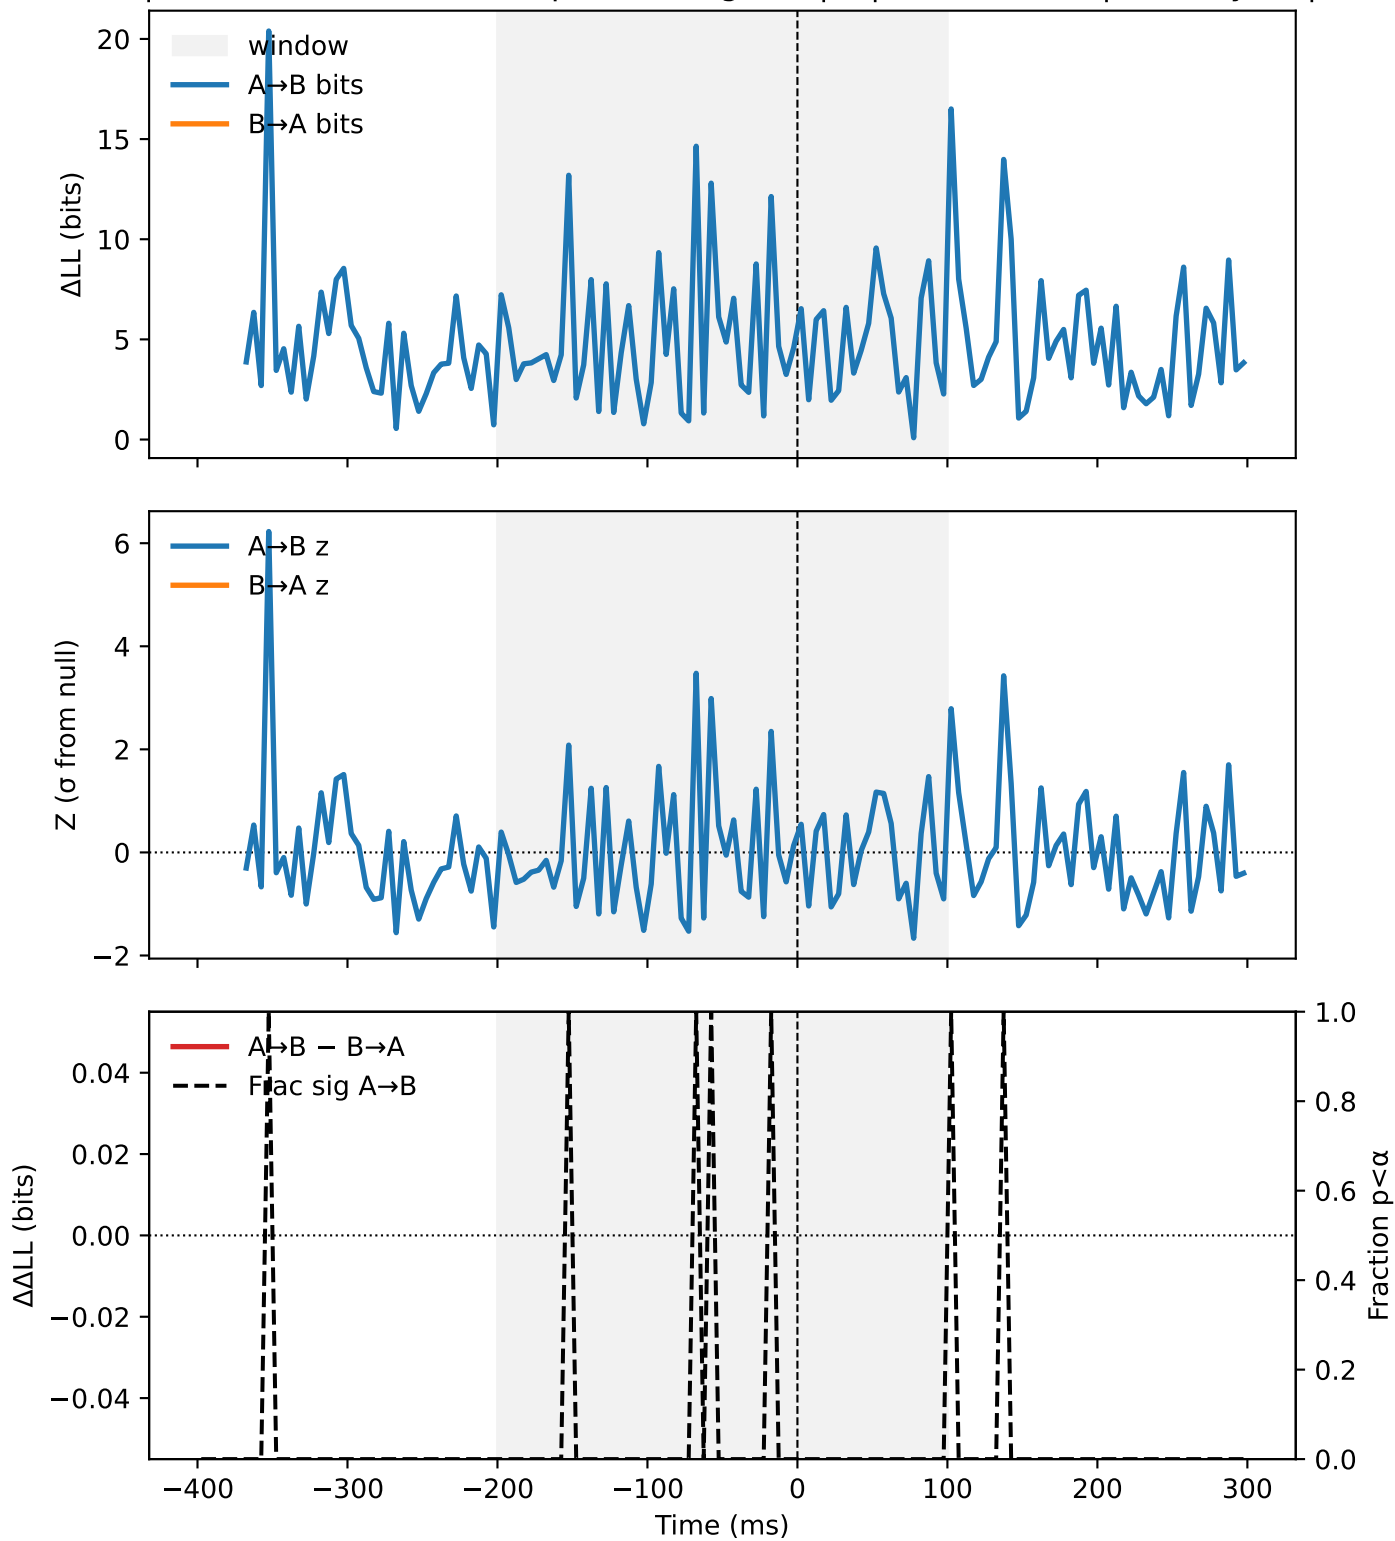 20
15
10
5
0
ΔLL (bits)
window
A→B bits
B→A bits
6
4
2
0
−2
Z (σ from null)
A→B z
B→A z
0.04
0.02
0.00
−0.02
−0.04
ΔΔLL (bits)
A→B − B→A
Frac sig A→B
1.0
0.8
0.6
0.4
0.2
0.0
Fraction p<α
−400 −300 −200 −100 0 100 200 300
Time (ms)